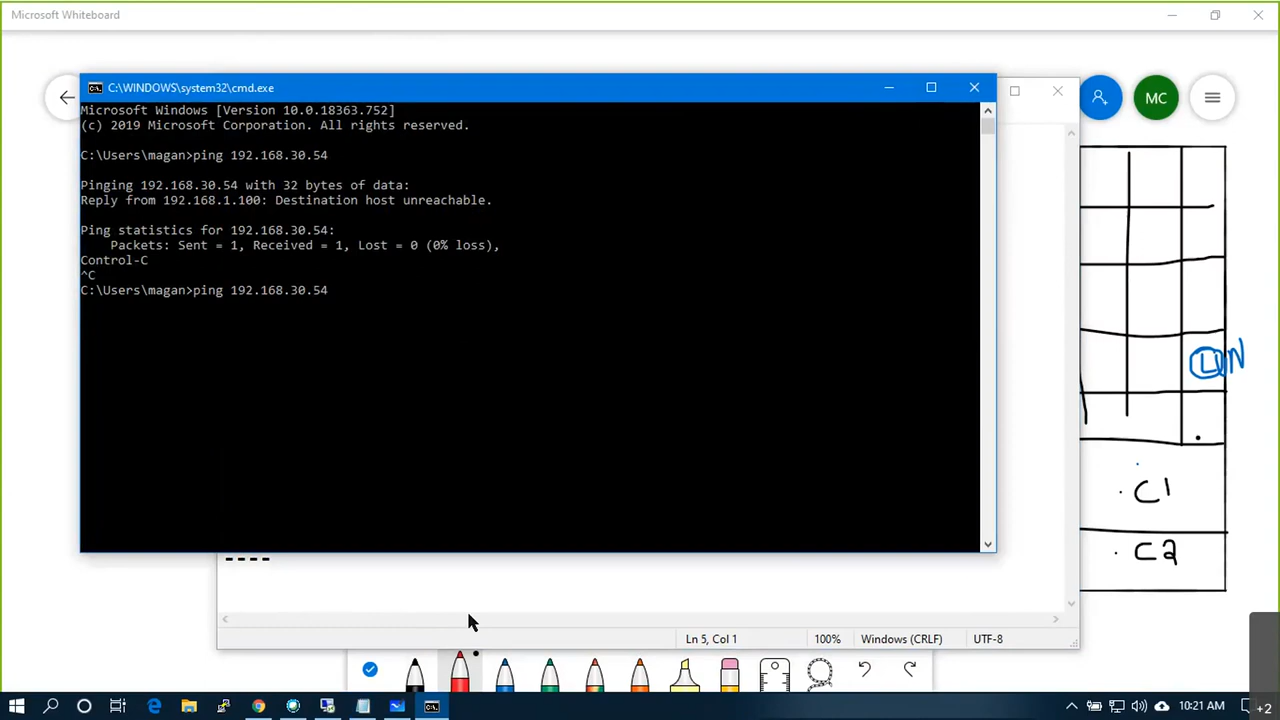 Microsoft Whiteboard
C:\WINDOWS\system32\cmd.exe
Microsoft Windows [Version 10.0.18363.752]
(c) 2019 Microsoft Corporation. All rights reserved.
C:\Users\magan>ping 192.168.30.54
Pinging 192.168.30.54 with 32 bytes of data:
Reply from 192.168.1.100: Destination host unreachable.
Ping statistics for 192.168.30.54:
Packets: Sent = 1, Received = 1, Lost = 0 (0% loss),
Control-C
^C
C:\Users\magan>ping 192.168.30.54
MC
LUN
C1
C2
----
Ln 5, Col 1
100%
Windows (CRLF)
UTF-8
10:21 AM
+2